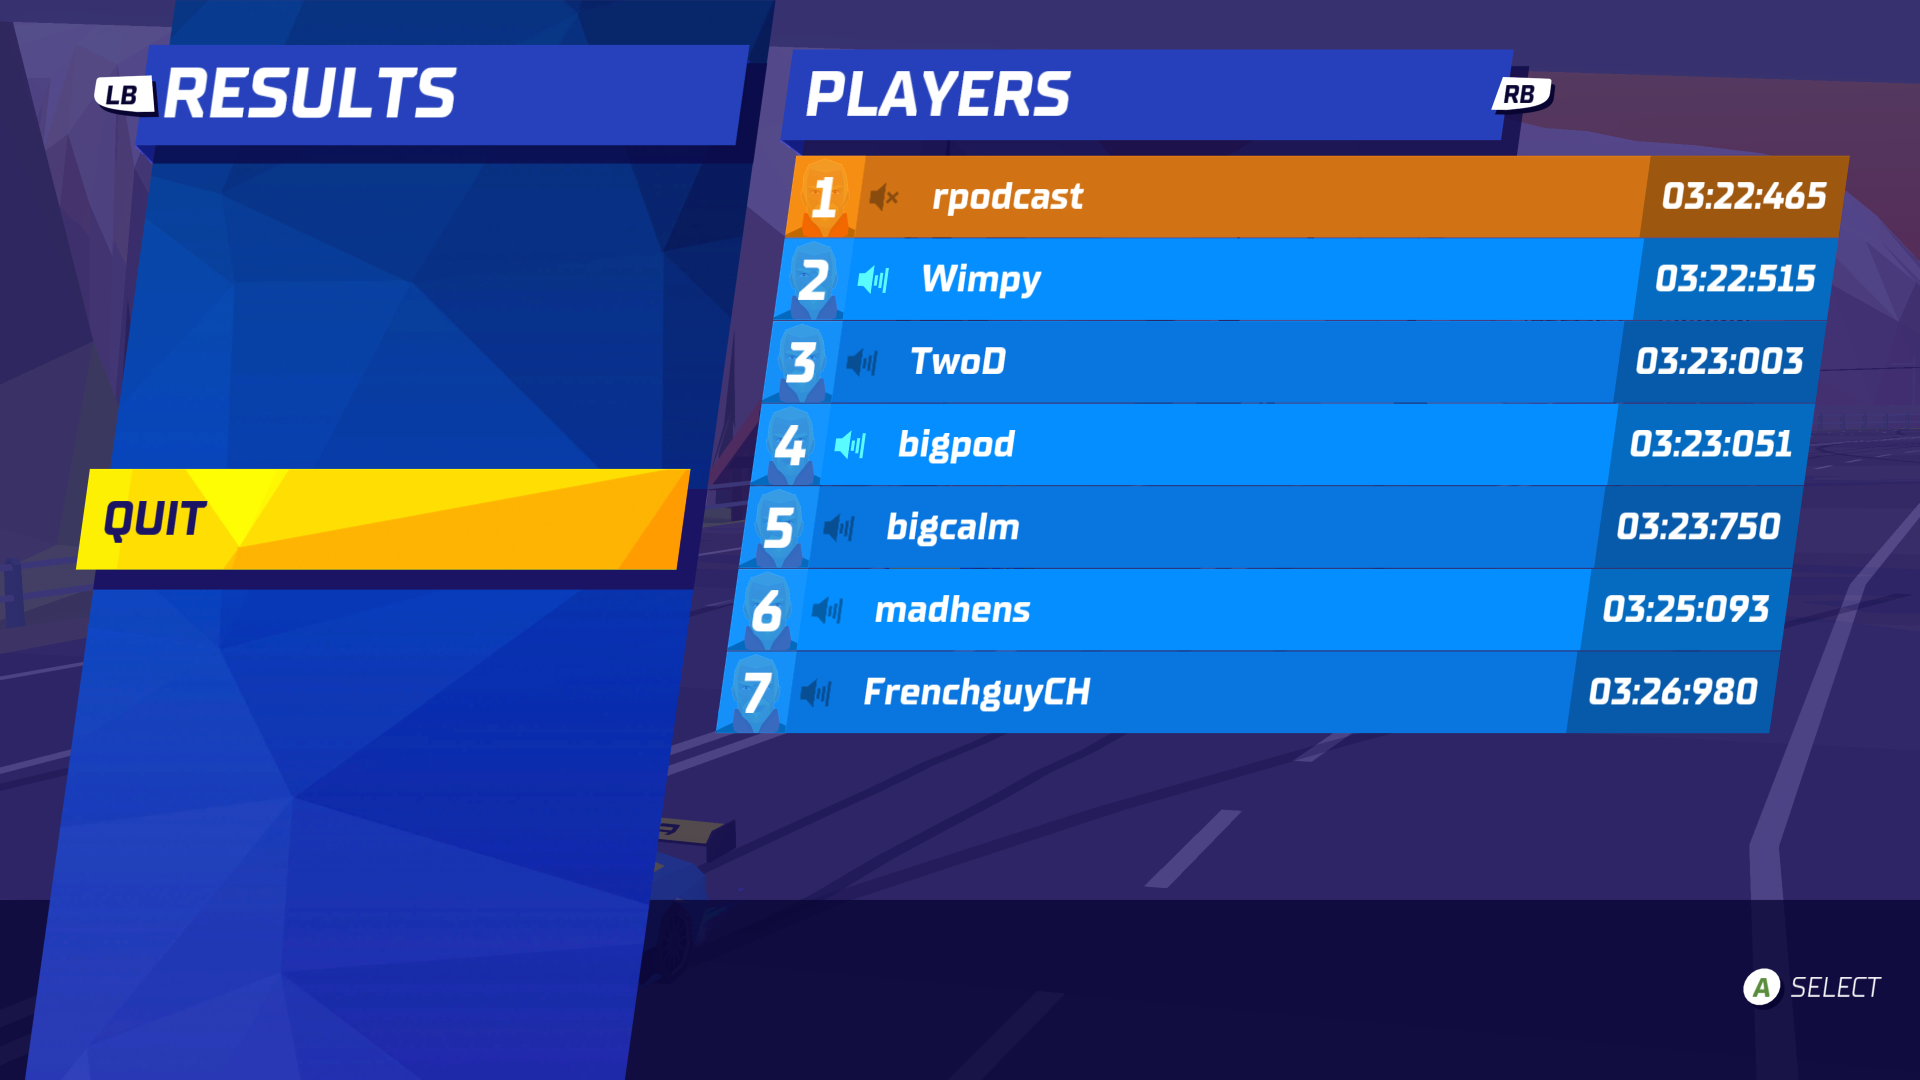 LB RESULTS
PLAYERS RB
1 rpodcast 03:22:465
2 Wimpy 03:22:515
3 TwoD 03:23:003
4 bigpod 03:23:051
QUIT
5 bigcalm 03:23:750
6 madhens 03:25:093
7 FrenchguyCH 03:26:980
A SELECT